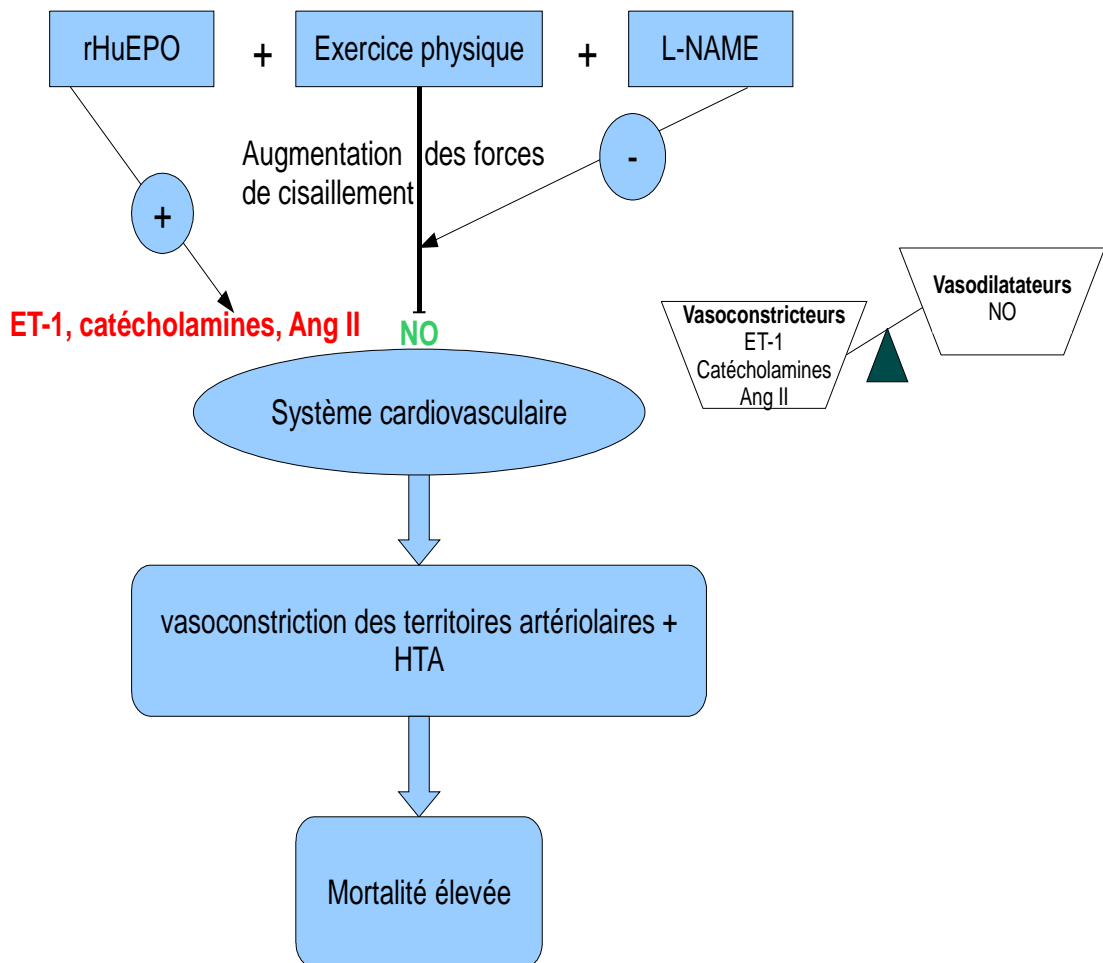 rHuEPO + Exercice physique + L-NAME
Augmentation des forces
de cisaillement
-
+
ET-1, catécholamines, Ang II
NO
Vasoconstricteurs
ET-1
Catécholamines
Ang II
Vasodilatateurs
NO
Système cardiovasculaire
vasoconstriction des territoires artériolaires +
HTA
Mortalité élevée